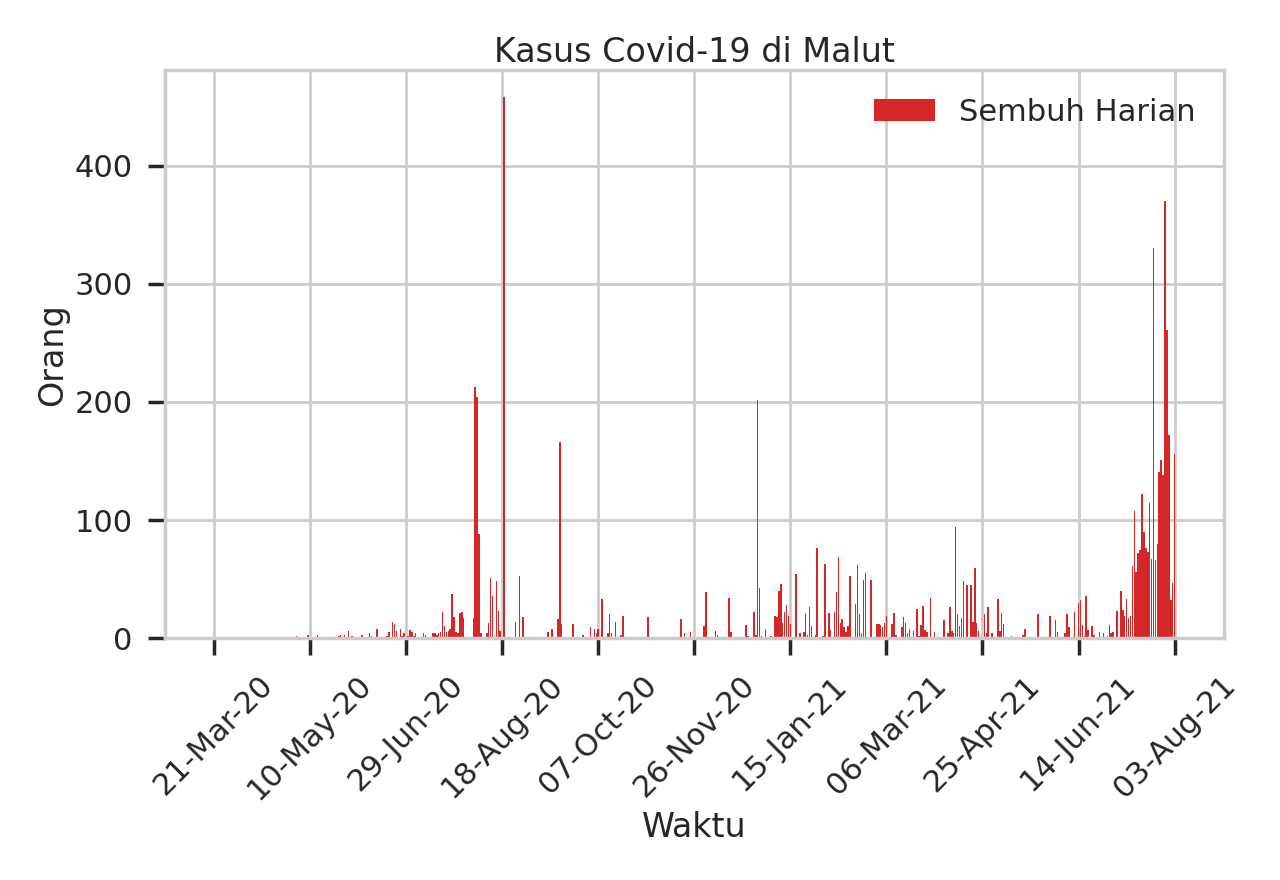 Kasus Covid-19 di Malut
Sembuh Harian
Orang
400
300
200
100
0
21-Mar-20
10-May-20
29-Jun-20
18-Aug-20
07-Oct-20
26-Nov-20
15-Jan-21
06-Mar-21
25-Apr-21
14-Jun-21
03-Aug-21
Waktu